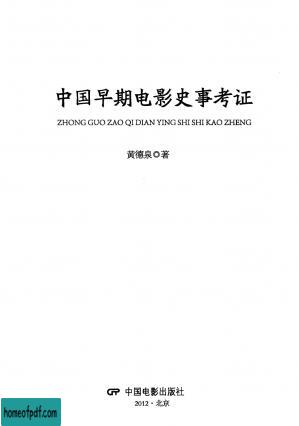 中国早期电影史事考证
ZHONG GUO ZAO QI DIAN YING SHI SHI KAO ZHENG
黄德泉◎著
中国电影出版社
2012·北京
homeofpdf.com